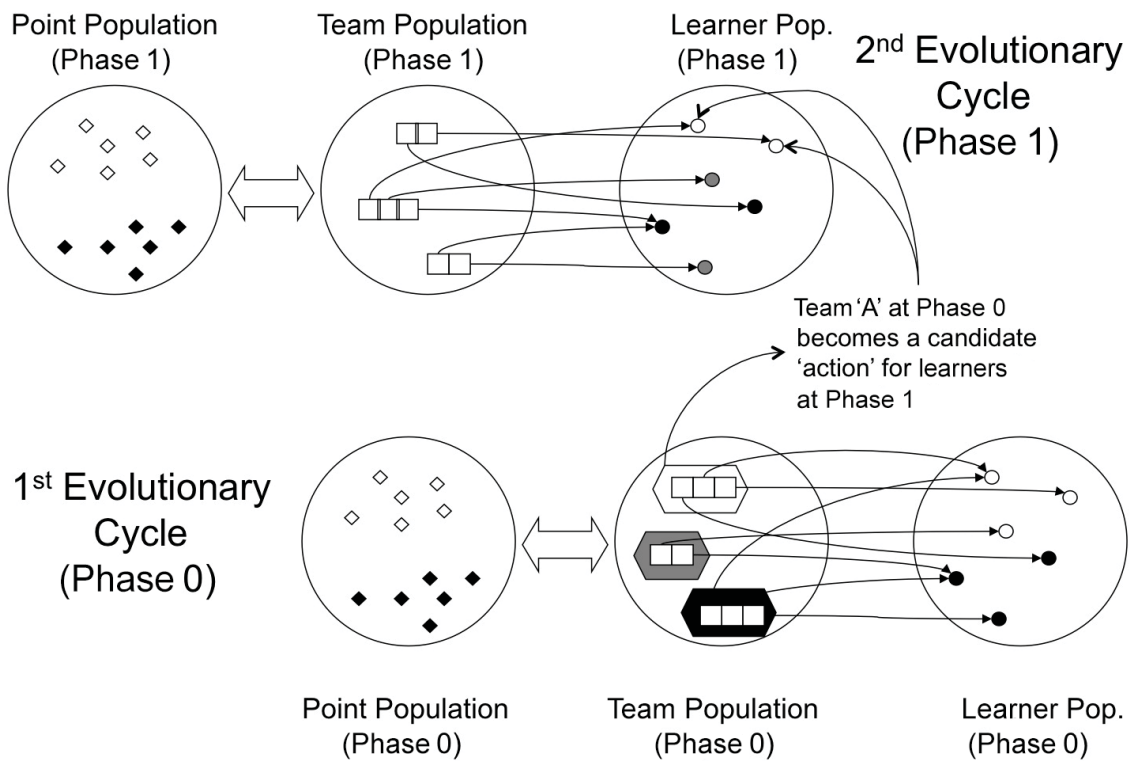 Point Population
(Phase 1)
Team Population
(Phase 1)
Learner Pop.
(Phase 1)
2nd Evolutionary
Cycle
(Phase 1)
Team ‘A’ at Phase 0
becomes a candidate
‘action’ for learners
at Phase 1
1st Evolutionary
Cycle
(Phase 0)
Point Population
(Phase 0)
Team Population
(Phase 0)
Learner Pop.
(Phase 0)